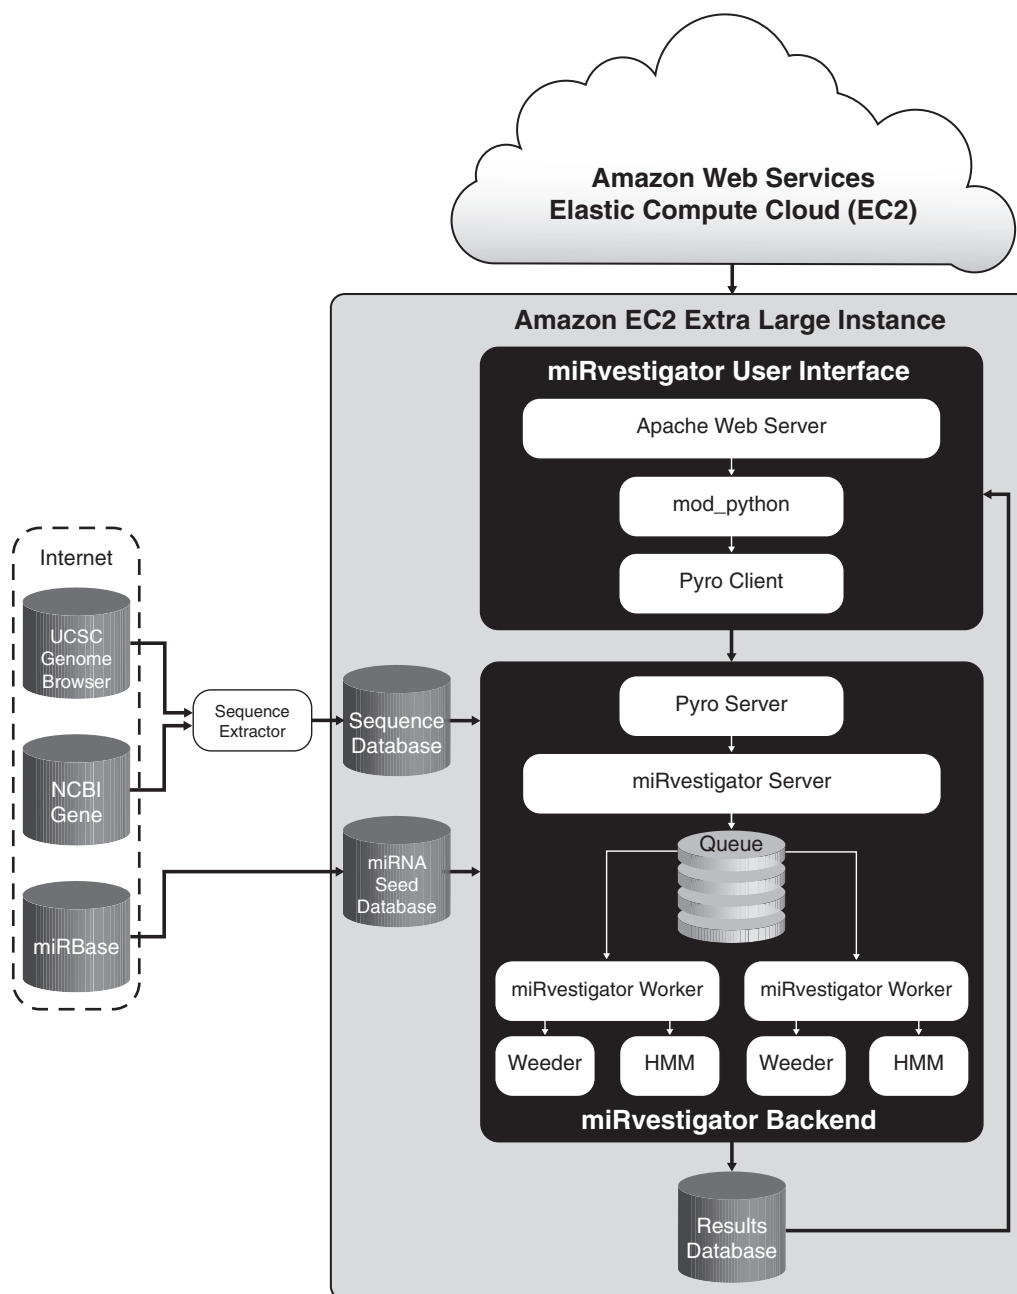 Amazon Web Services
Elastic Compute Cloud (EC2)
Amazon EC2 Extra Large Instance
miRvestigator User Interface
Apache Web Server
mod_python
Pyro Client
Internet
UCSC
Genome
Browser
NCBI
Gene
miRBase
Sequence
Extractor
Sequence
Database
miRNA
Seed
Database
Pyro Server
miRvestigator Server
Queue
miRvestigator Worker
miRvestigator Worker
Weeder
HMM
Weeder
HMM
miRvestigator Backend
Results
Database